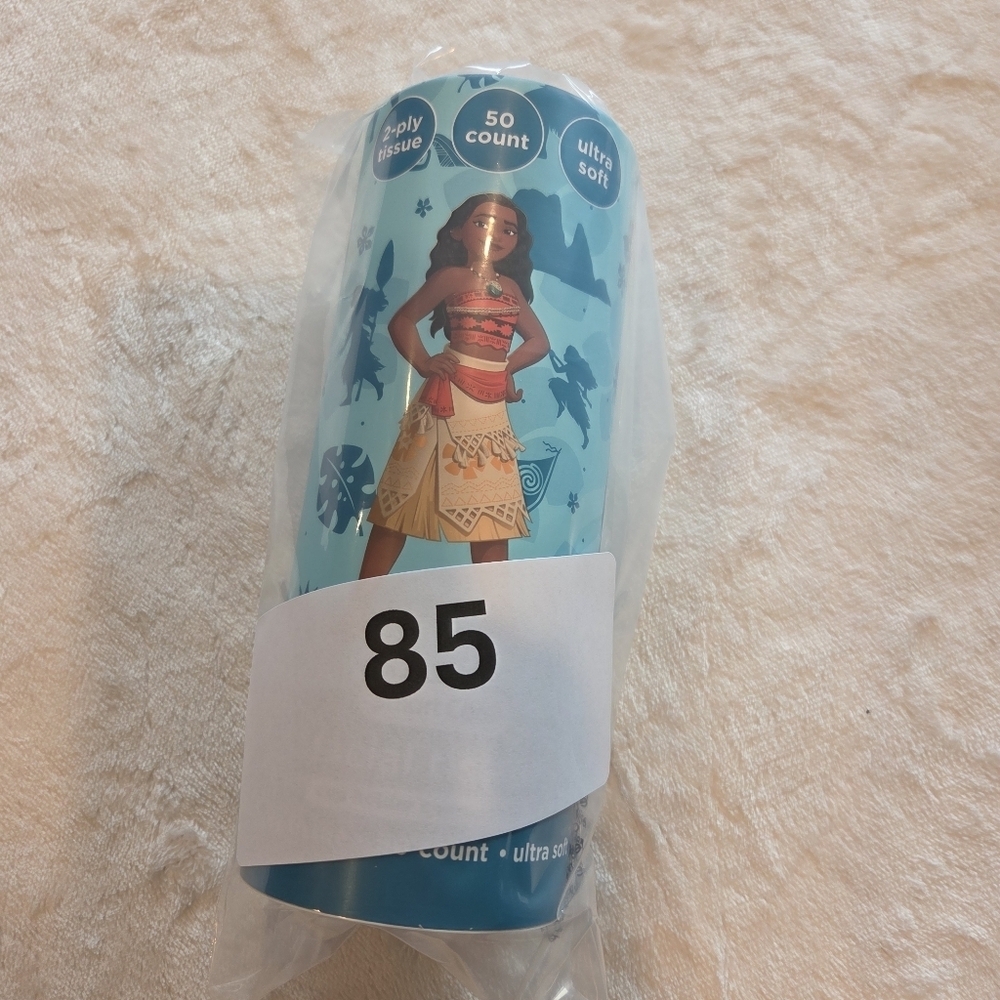 2-ply
tissue
50
count
ultra
soft
85
count • ultra soft